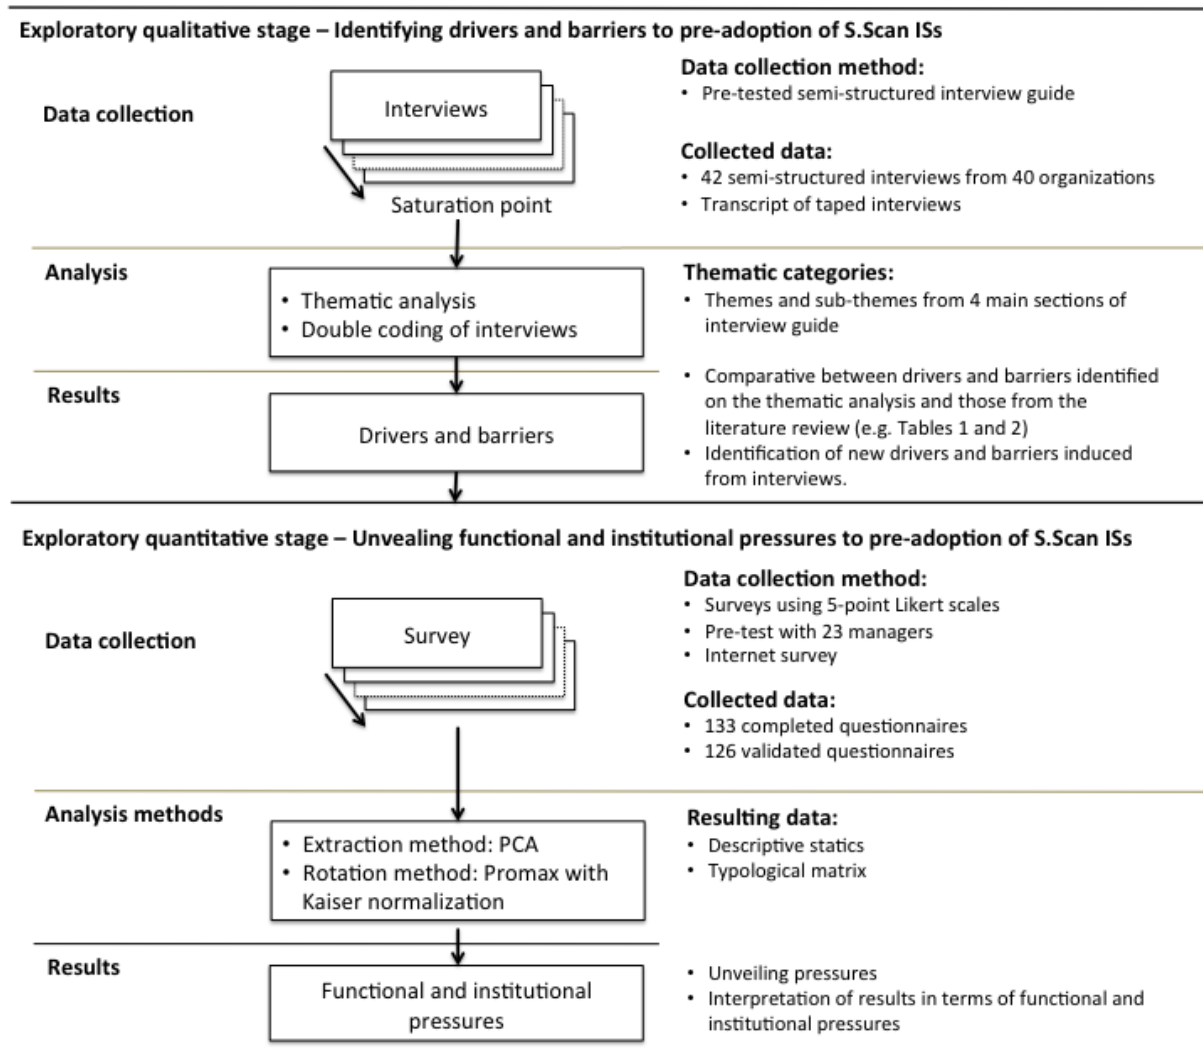 Exploratory qualitative stage – Identifying drivers and barriers to pre-adoption of S.Scan ISs
Data collection
Interviews
Saturation point
Data collection method:
• Pre-tested semi-structured interview guide
Collected data:
• 42 semi-structured interviews from 40 organizations
• Transcript of taped interviews
Analysis
• Thematic analysis
• Double coding of interviews
Thematic categories:
• Themes and sub-themes from 4 main sections of
interview guide
Results
Drivers and barriers
• Comparative between drivers and barriers identified
on the thematic analysis and those from the
literature review (e.g. Tables 1 and 2)
• Identification of new drivers and barriers induced
from interviews.
Exploratory quantitative stage – Unvealing functional and institutional pressures to pre-adoption of S.Scan ISs
Data collection
Survey
Data collection method:
• Surveys using 5-point Likert scales
• Pre-test with 23 managers
• Internet survey
Collected data:
• 133 completed questionnaires
• 126 validated questionnaires
Analysis methods
• Extraction method: PCA
• Rotation method: Promax with
Kaiser normalization
Resulting data:
• Descriptive statics
• Typological matrix
Results
Functional and institutional
pressures
• Unveiling pressures
• Interpretation of results in terms of functional and
institutional pressures